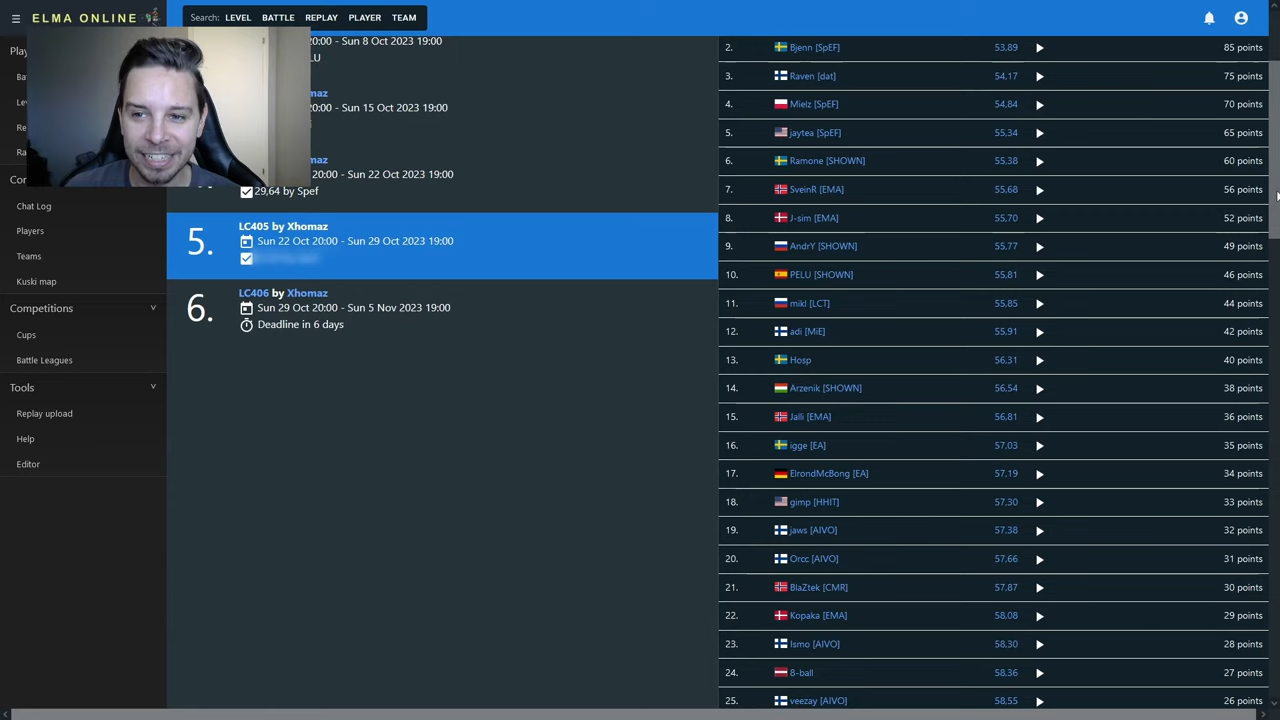 ELMA ONLINE
Search: LEVEL BATTLE REPLAY PLAYER TEAM
Chat Log
Players
Teams
Kuski map
Competitions
Cups
Battle Leagues
Tools
Replay upload
Help
Editor
20:00 - Sun 8 Oct 2023 19:00
LU
maz
20:00 - Sun 15 Oct 2023 19:00
maz
20:00 - Sun 22 Oct 2023 19:00
29,64 by Spef
5.
LC405 by Xhomaz
Sun 22 Oct 20:00 - Sun 29 Oct 2023 19:00
6.
LC406 by Xhomaz
Sun 29 Oct 20:00 - Sun 5 Nov 2023 19:00
Deadline in 6 days
2. Bjenn [SpEF] 53,89 85 points
3. Raven [dat] 54,17 75 points
4. Mielz [SpEF] 54,84 70 points
5. jaytea [SpEF] 55,34 65 points
6. Ramone [SHOWN] 55,38 60 points
7. SveinR [EMA] 55,68 56 points
8. J-sim [EMA] 55,70 52 points
9. AndrY [SHOWN] 55,77 49 points
10. PELU [SHOWN] 55,81 46 points
11. mikl [LCT] 55,85 44 points
12. adi [MiE] 55,91 42 points
13. Hosp 56,31 40 points
14. Arzenik [SHOWN] 56,54 38 points
15. Jalli [EMA] 56,81 36 points
16. igge [EA] 57,03 35 points
17. ElrondMcBong [EA] 57,19 34 points
18. gimp [HHIT] 57,30 33 points
19. jaws [AIVO] 57,38 32 points
20. Orcc [AIVO] 57,66 31 points
21. BlaZtek [CMR] 57,87 30 points
22. Kopaka [EMA] 58,08 29 points
23. Ismo [AIVO] 58,30 28 points
24. 8-ball 58,36 27 points
25. veezay [AIVO] 58,55 26 points